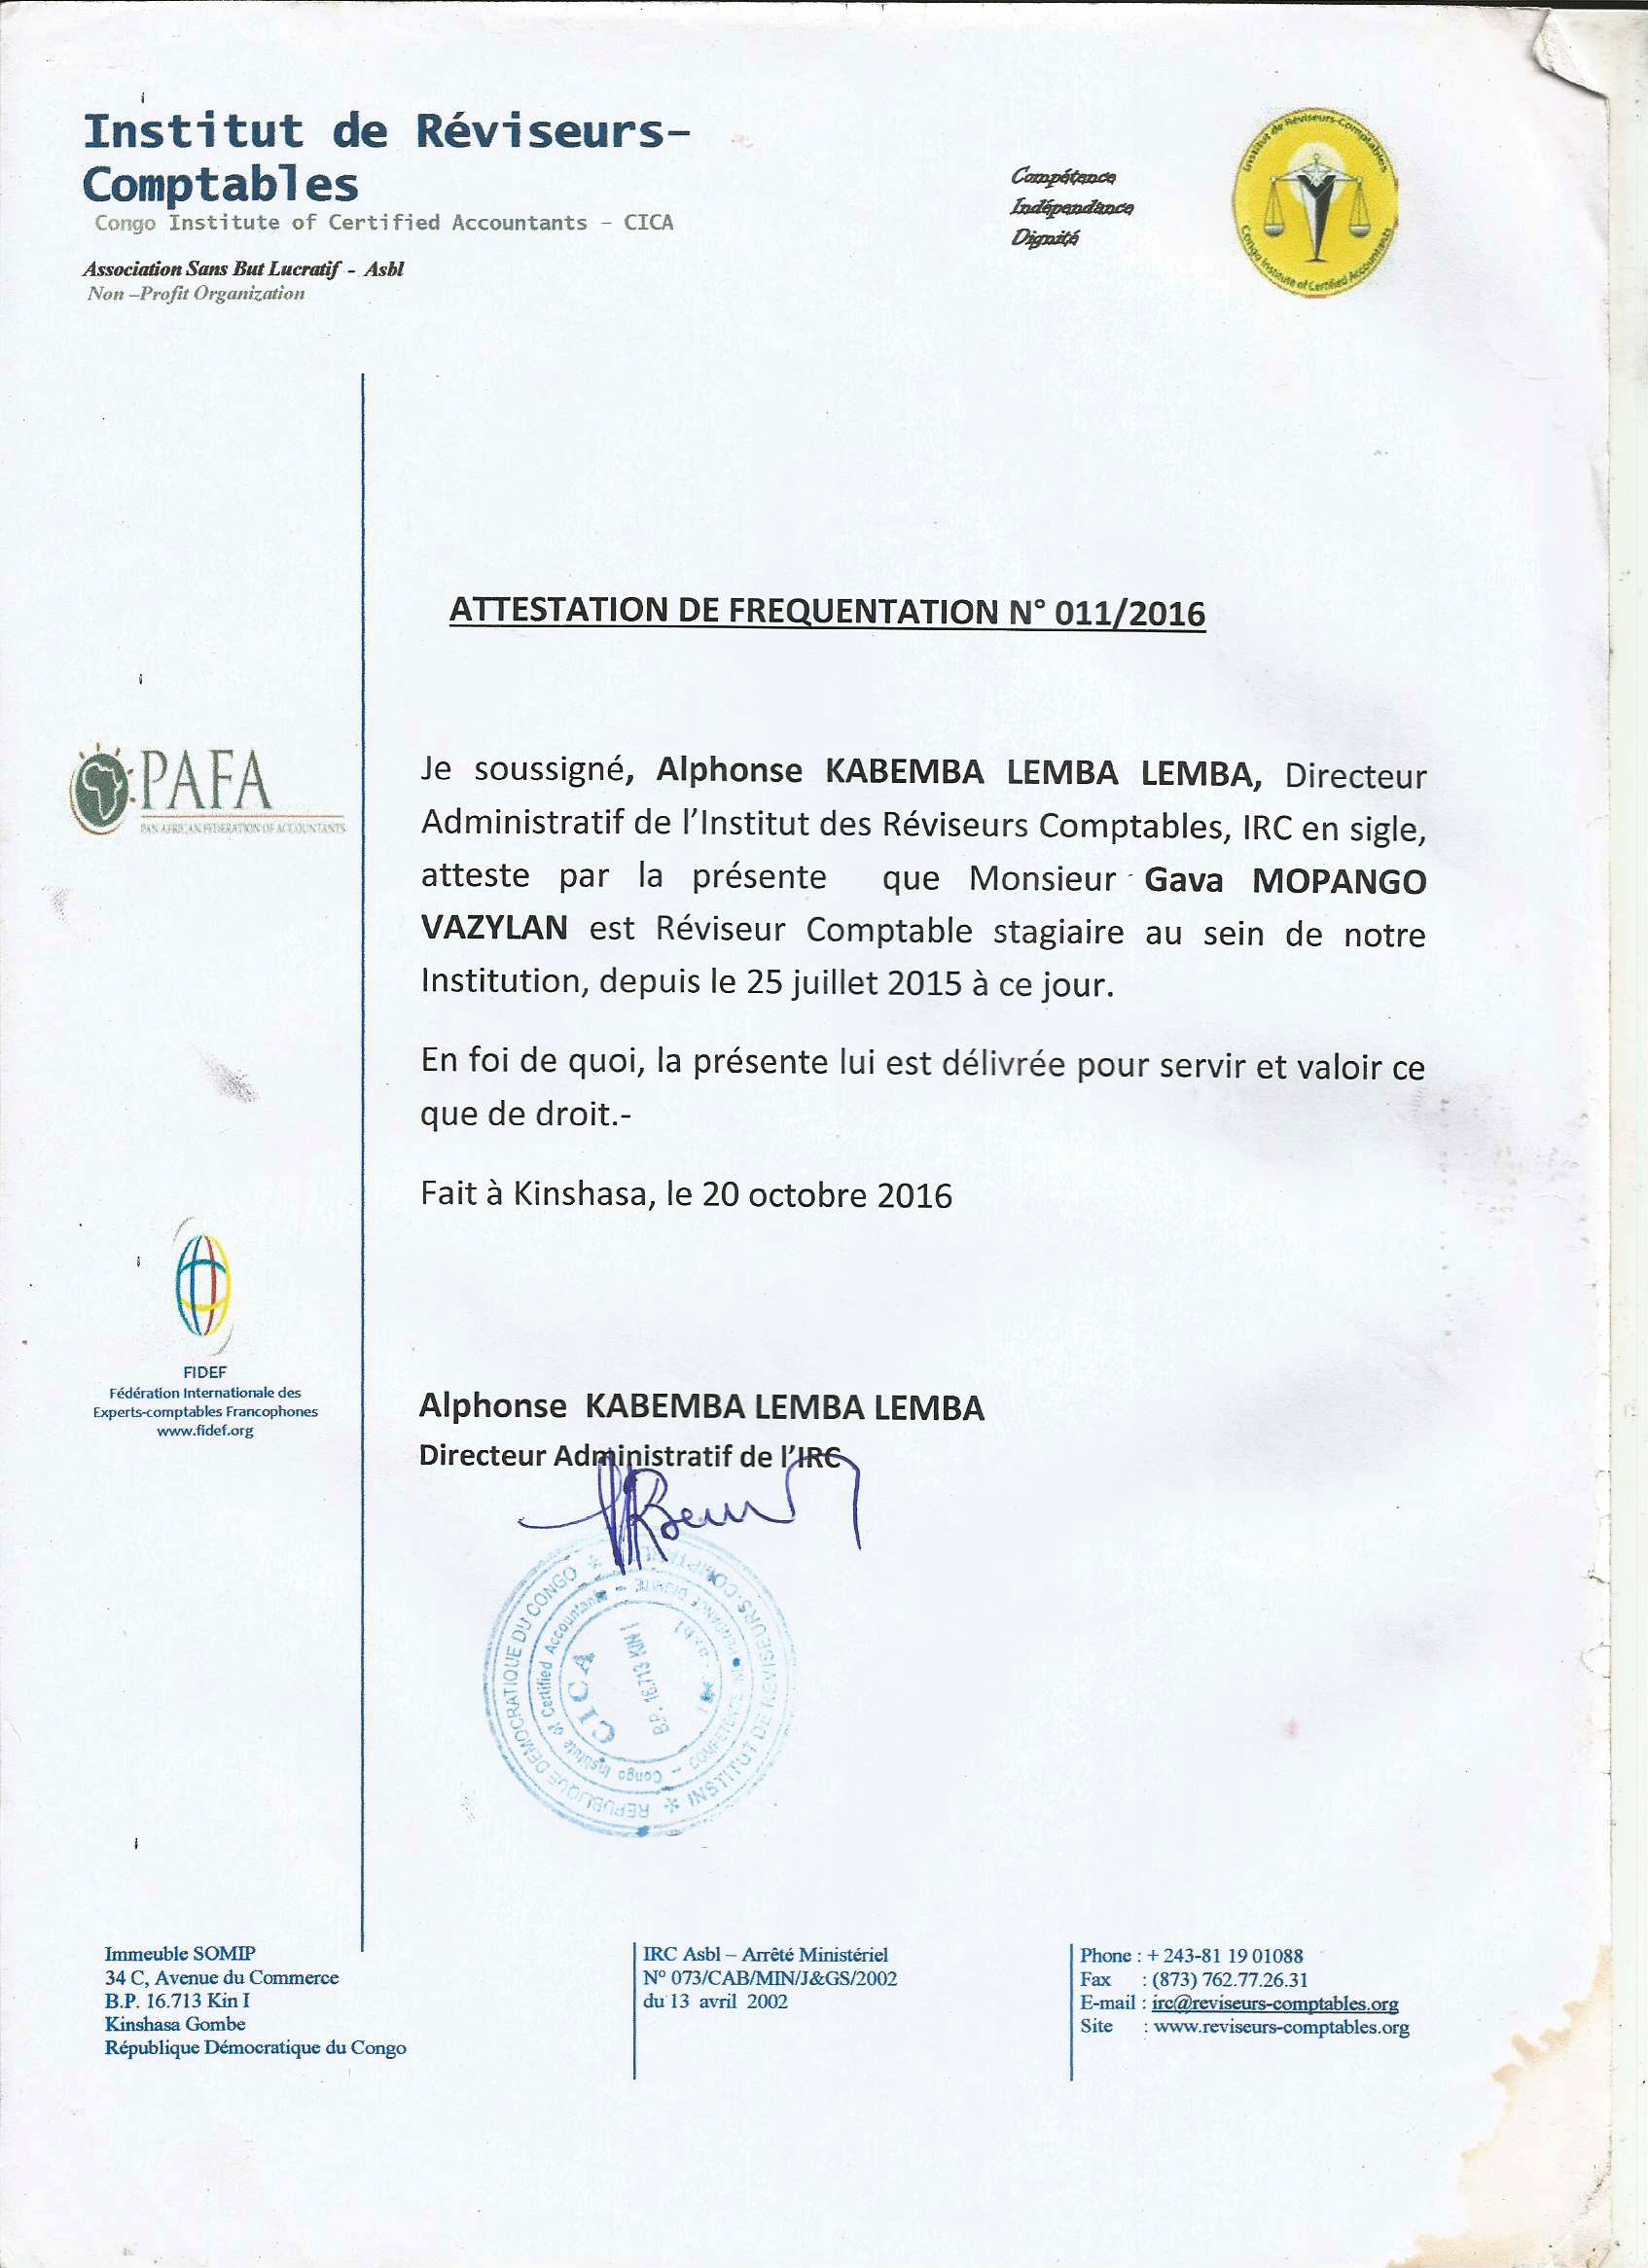 Institut de Réviseurs-
Comptables
Congo Institute of Certified Accountants - CICA
Association Sans But Lucratif - Asbl
Non –Profit Organization
Compétence
Indépendance
Dignité
Institut de Réviseurs-Comptables
Congo Institute of Certified Accountants
ATTESTATION DE FREQUENTATION N° 011/2016
PAFA
PAN AFRICAN FEDERATION OF ACCOUNTANTS
Je soussigné, Alphonse KABEMBA LEMBA LEMBA, Directeur
Administratif de l’Institut des Réviseurs Comptables, IRC en sigle,
atteste par la présente que Monsieur Gava MOPANGO
VAZYLAN est Réviseur Comptable stagiaire au sein de notre
Institution, depuis le 25 juillet 2015 à ce jour.
En foi de quoi, la présente lui est délivrée pour servir et valoir ce
que de droit.-
Fait à Kinshasa, le 20 octobre 2016
FIDEF
Fédération Internationale des
Experts-comptables Francophones
www.fidef.org
Alphonse KABEMBA LEMBA LEMBA
Directeur Administratif de l’IRC
REPUBLIQUE DEMOCRATIQUE DU CONGO
INSTITUT DE REVISEURS-COMPTABLES
Congo Institute of Certified Accountants
CICA
B.P. 16.713 KIN I
Immeuble SOMIP
34 C, Avenue du Commerce
B.P. 16.713 Kin I
Kinshasa Gombe
République Démocratique du Congo
IRC Asbl – Arrêté Ministériel
N° 073/CAB/MIN/J&GS/2002
du 13 avril 2002
Phone : + 243-81 19 01088
Fax : (873) 762.77.26.31
E-mail : irc@reviseurs-comptables.org
Site : www.reviseurs-comptables.org